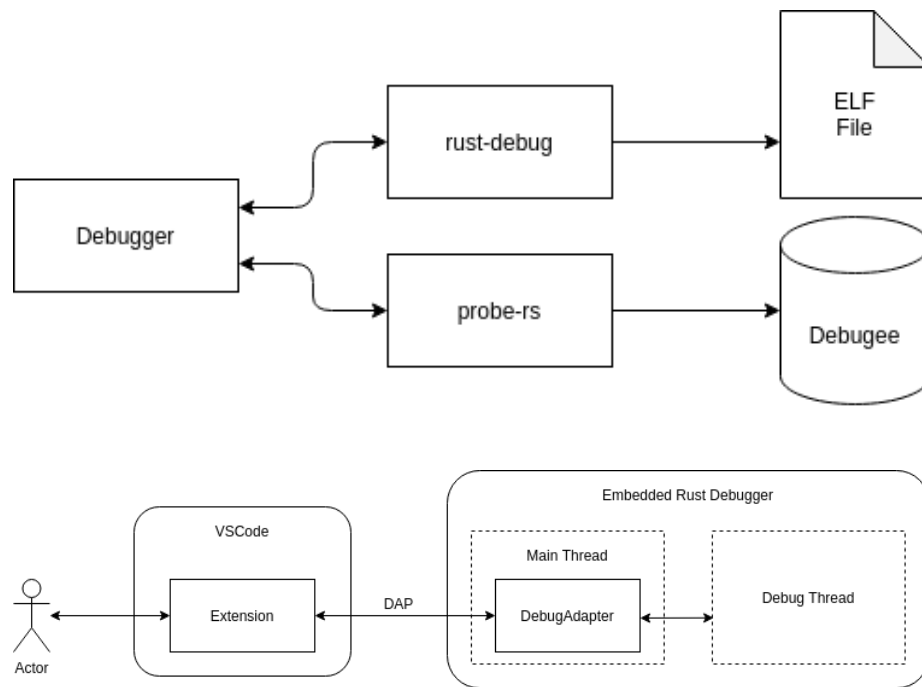 ELF
File
rust-debug
Debugger
probe-rs
Debugee
Embedded Rust Debugger
VSCode
Main Thread
Extension
DAP
DebugAdapter
Debug Thread
Actor